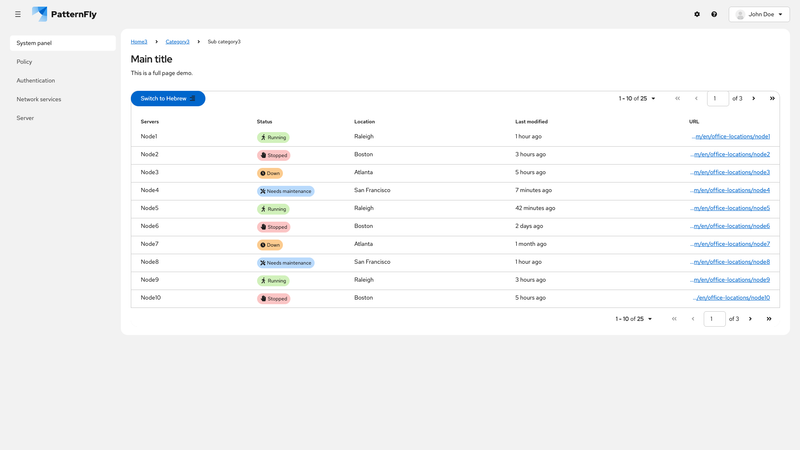 PatternFly
John Doe
System panel
Policy
Authentication
Network services
Server
Home3 Category3 Sub category3
Main title
This is a full page demo.
Switch to Hebrew 1 - 10 of 25 1 of 3
Servers Status Location Last modified URL
Node1 Running Raleigh 1 hour ago ...m/en/office-locations/node1
Node2 Stopped Boston 3 hours ago ...m/en/office-locations/node2
Node3 Down Atlanta 5 hours ago ...m/en/office-locations/node3
Node4 Needs maintenance San Francisco 7 minutes ago ...m/en/office-locations/node4
Node5 Running Raleigh 42 minutes ago ...m/en/office-locations/node5
Node6 Stopped Boston 2 days ago ...m/en/office-locations/node6
Node7 Down Atlanta 1 month ago ...m/en/office-locations/node7
Node8 Needs maintenance San Francisco 1 hour ago ...m/en/office-locations/node8
Node9 Running Raleigh 3 hours ago ...m/en/office-locations/node9
Node10 Stopped Boston 5 hours ago .../en/office-locations/node10
1 - 10 of 25 1 of 3